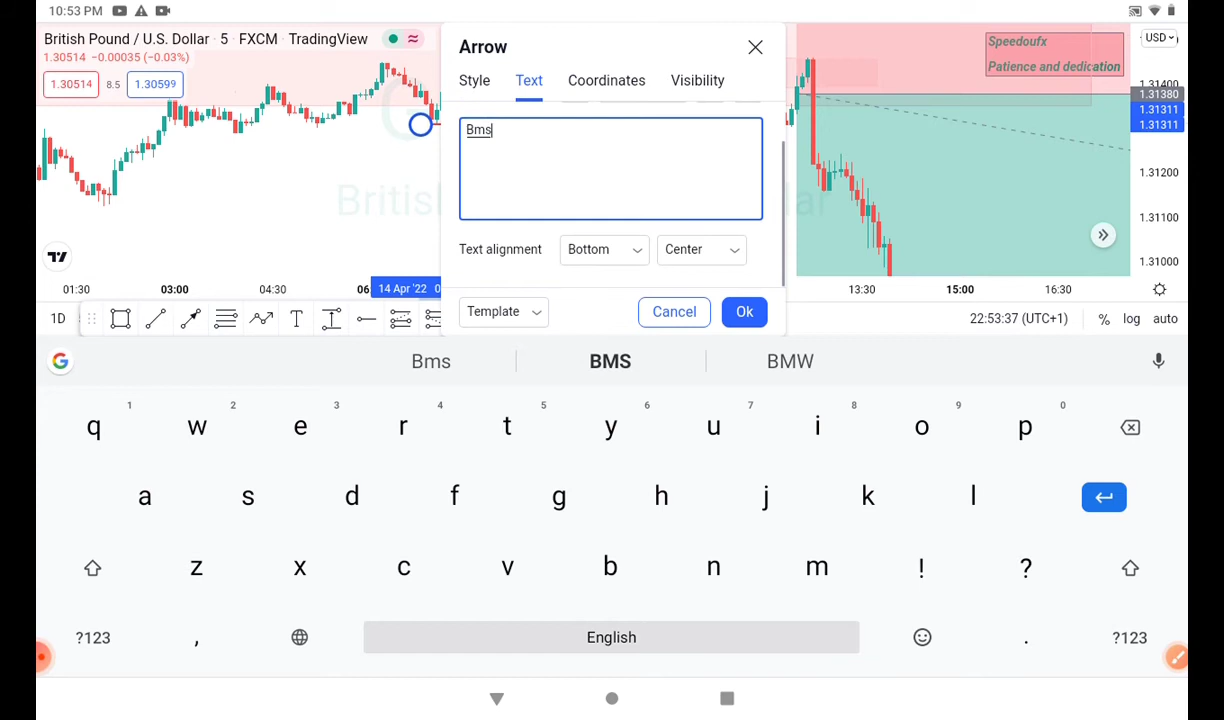 10:53 PM
British Pound / U.S. Dollar · 5 · FXCM · TradingView
1.30514 −0.00035 (−0.03%)
1.30514 8.5 1.30599
Arrow
Style Text Coordinates Visibility
Bms
Text alignment Bottom Center
Template Cancel Ok
Speedoufx
Patience and dedication
USD
1.31400
1.31380
1.31311
1.31311
1.31200
1.31100
1.31000
01:30 03:00 04:30 06 14 Apr '22 0 13:30 15:00 16:30
1D T 22:53:37 (UTC+1) % log auto
Bms BMS BMW
1 2 3 4 5 6 7 8 9 0
q w e r t y u i o p
a s d f g h j k l
z x c v b n m ! ?
?123 , English . ?123